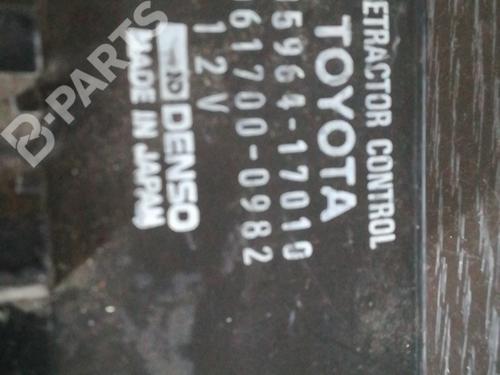 ETRACTOR CONTROL
TOYOTA
5964-17010
61700-0982
12V
DENSO
MADE IN JAPAN
B-PARTS